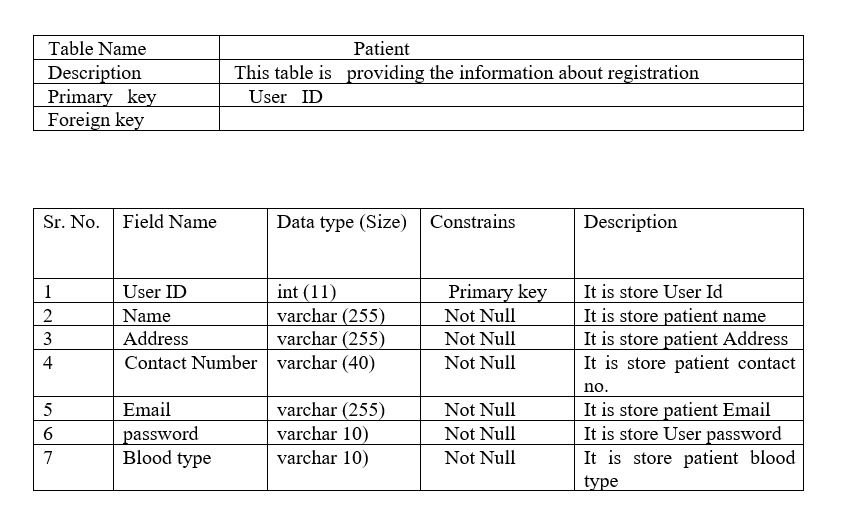 Table Name Patient
Description This table is providing the information about registration
Primary key User ID
Foreign key
Sr. No. Field Name Data type (Size) Constrains Description
1 User ID int (11) Primary key It is store User Id
2 Name varchar (255) Not Null It is store patient name
3 Address varchar (255) Not Null It is store patient Address
4 Contact Number varchar (40) Not Null It is store patient contact
no.
5 Email varchar (255) Not Null It is store patient Email
6 password varchar 10) Not Null It is store User password
7 Blood type varchar 10) Not Null It is store patient blood
type